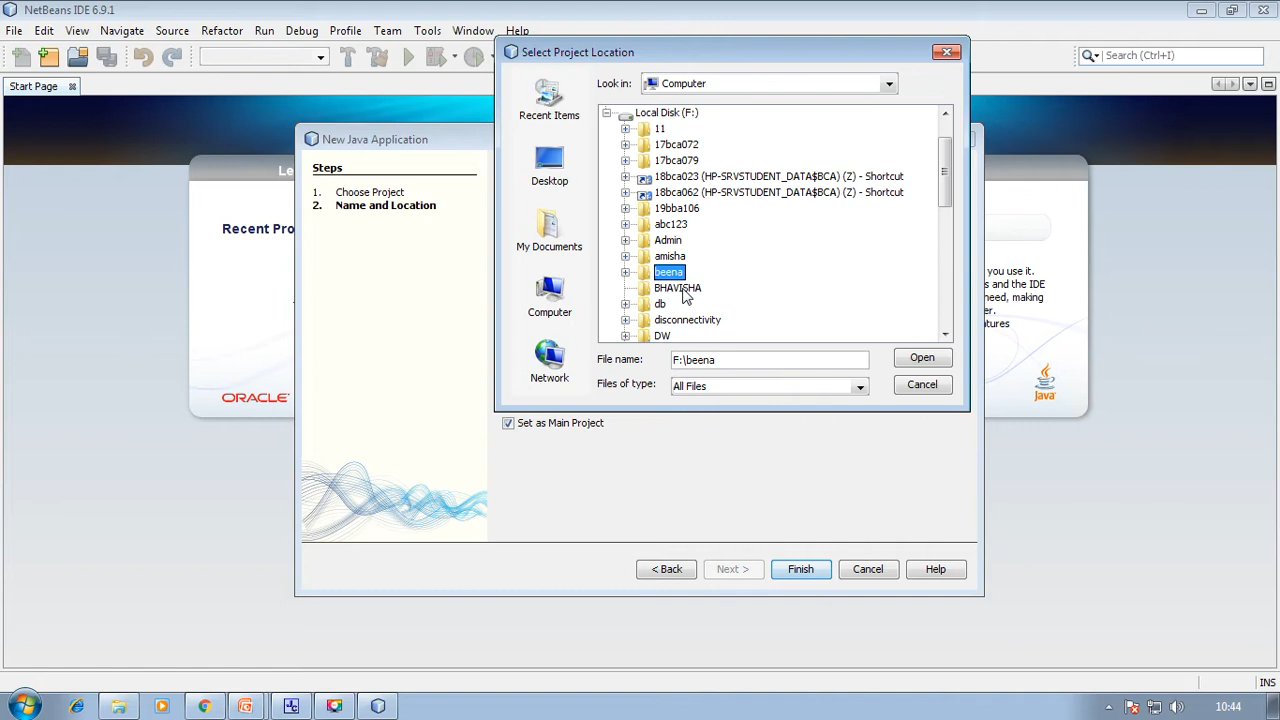 NetBeans IDE 6.9.1
File Edit View Navigate Source Refactor Run Debug Profile Team Tools Window Help
Search (Ctrl+I)
Start Page
Select Project Location
Look in: Computer
Recent Items
Desktop
My Documents
Computer
Network
Local Disk (F:)
11
17bca072
17bca079
18bca023 (HP-SRVSTUDENT_DATA$BCA) (Z) - Shortcut
18bca062 (HP-SRVSTUDENT_DATA$BCA) (Z) - Shortcut
19bba106
abc123
Admin
amisha
beena
BHAVISHA
db
disconnectivity
DW
File name: F:\beena
Open
Files of type: All Files
Cancel
New Java Application
Steps
1. Choose Project
2. Name and Location
Set as Main Project
< Back Next > Finish Cancel Help
Le
Recent Pro
you use it.
s and the IDE
need, making
eatures
ORACLE
Java
INS
10:44